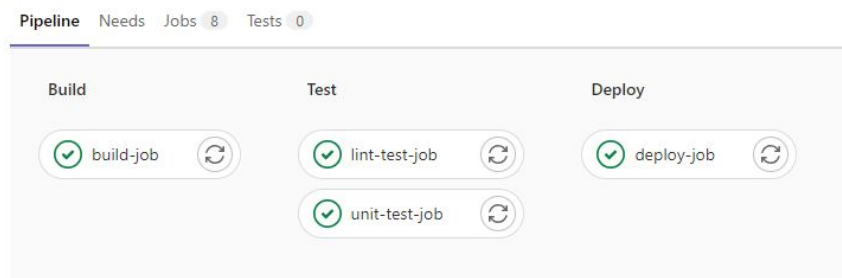 Pipeline Needs Jobs 8 Tests 0
Build Test Deploy
build-job lint-test-job deploy-job
unit-test-job